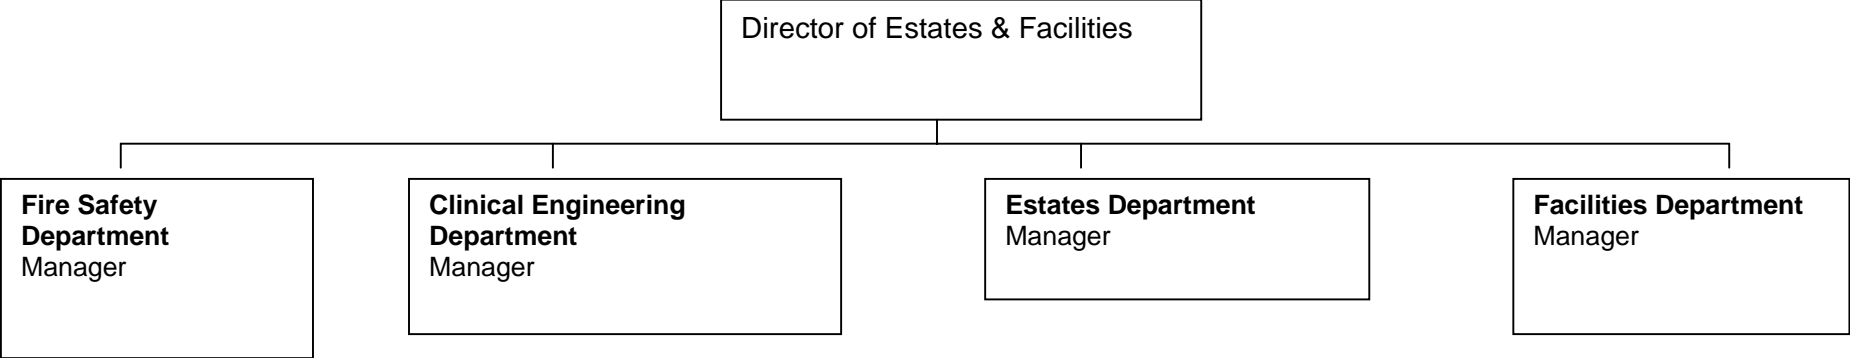 Director of Estates & Facilities
Fire Safety
Department
Manager
Clinical Engineering
Department
Manager
Estates Department
Manager
Facilities Department
Manager